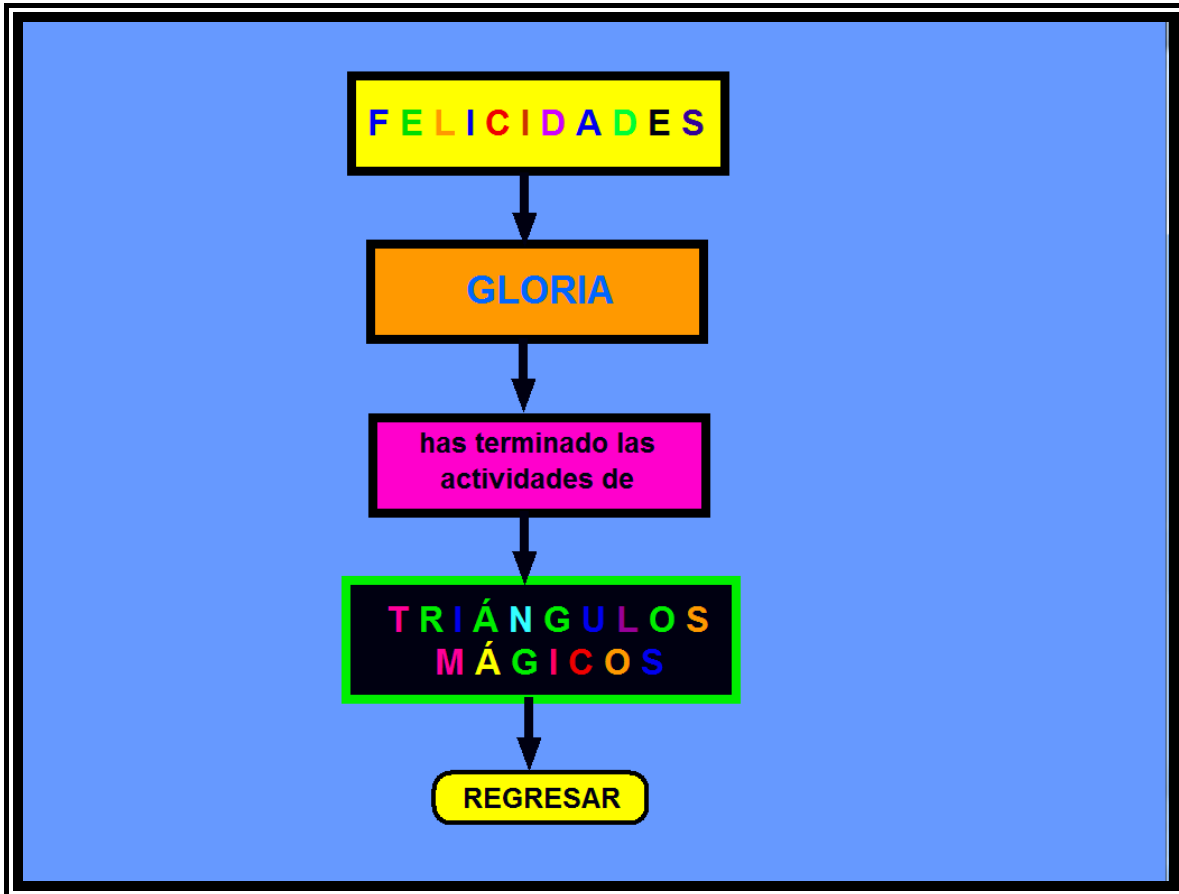 FELICIDADES
GLORIA
has terminado las
actividades de
TRIÁNGULOS
MÁGICOS
REGRESAR